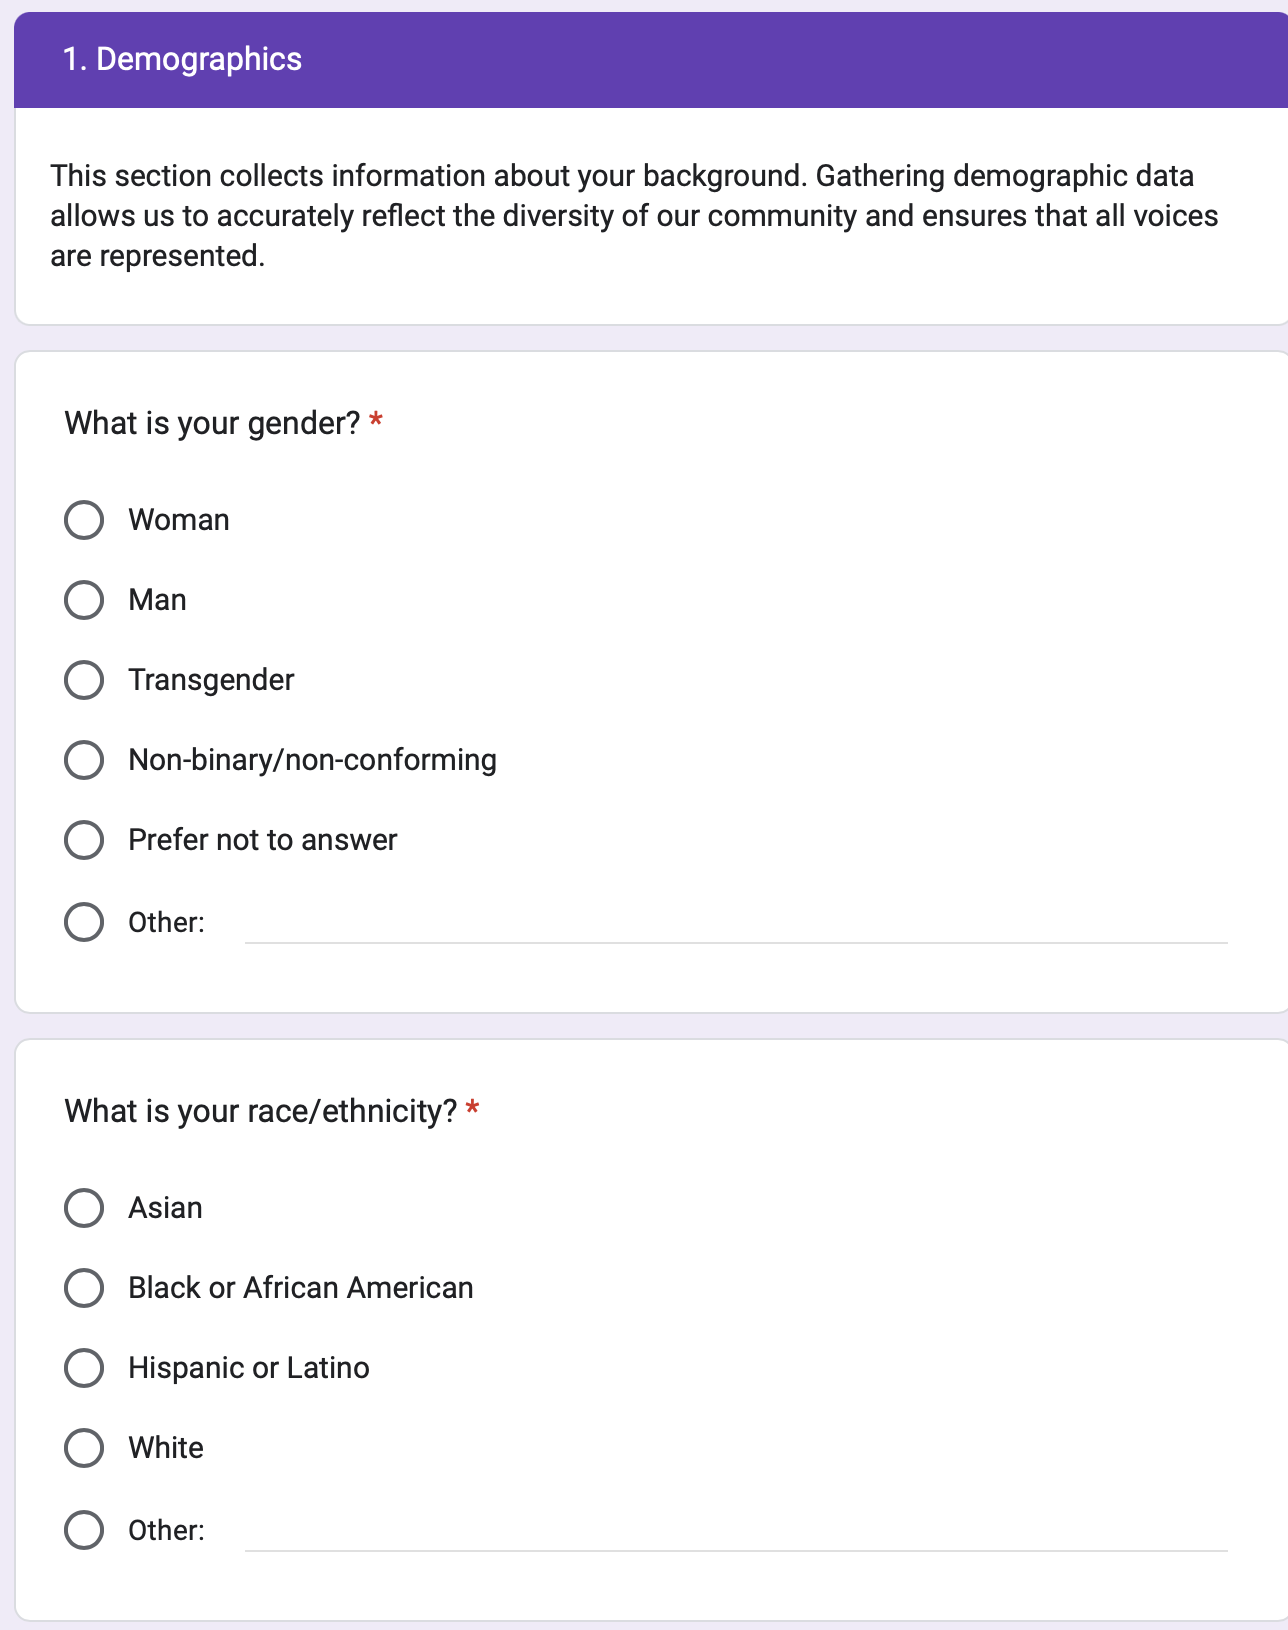 1. Demographics
This section collects information about your background. Gathering demographic data
allows us to accurately reflect the diversity of our community and ensures that all voices
are represented.
What is your gender? *
Woman
Man
Transgender
Non-binary/non-conforming
Prefer not to answer
Other:
What is your race/ethnicity? *
Asian
Black or African American
Hispanic or Latino
White
Other: